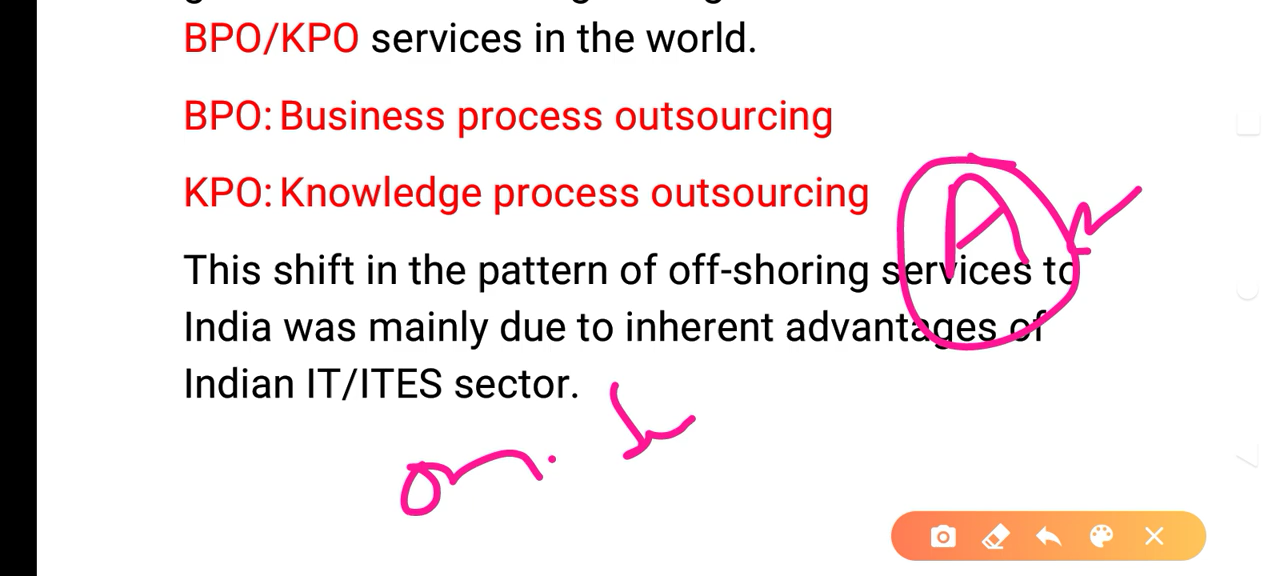 BPO/KPO services in the world.
BPO: Business process outsourcing
KPO: Knowledge process outsourcing
A
This shift in the pattern of off-shoring services to
India was mainly due to inherent advantages of
Indian IT/ITES sector.